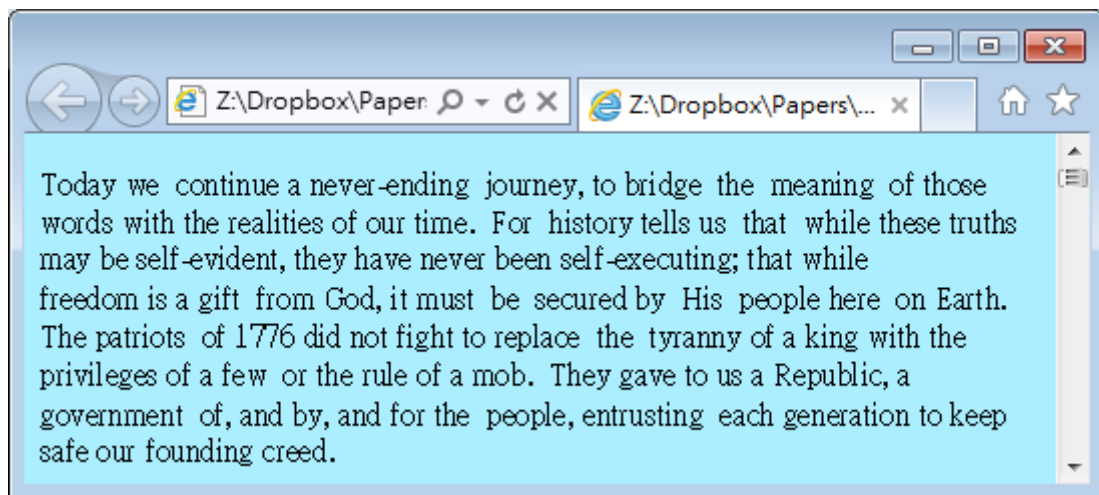 Z:\Dropbox\Paper
Z:\Dropbox\Papers\...
Today we continue a never-ending journey, to bridge the meaning of those
words with the realities of our time. For history tells us that while these truths
may be self-evident, they have never been self-executing; that while
freedom is a gift from God, it must be secured by His people here on Earth.
The patriots of 1776 did not fight to replace the tyranny of a king with the
privileges of a few or the rule of a mob. They gave to us a Republic, a
government of, and by, and for the people, entrusting each generation to keep
safe our founding creed.